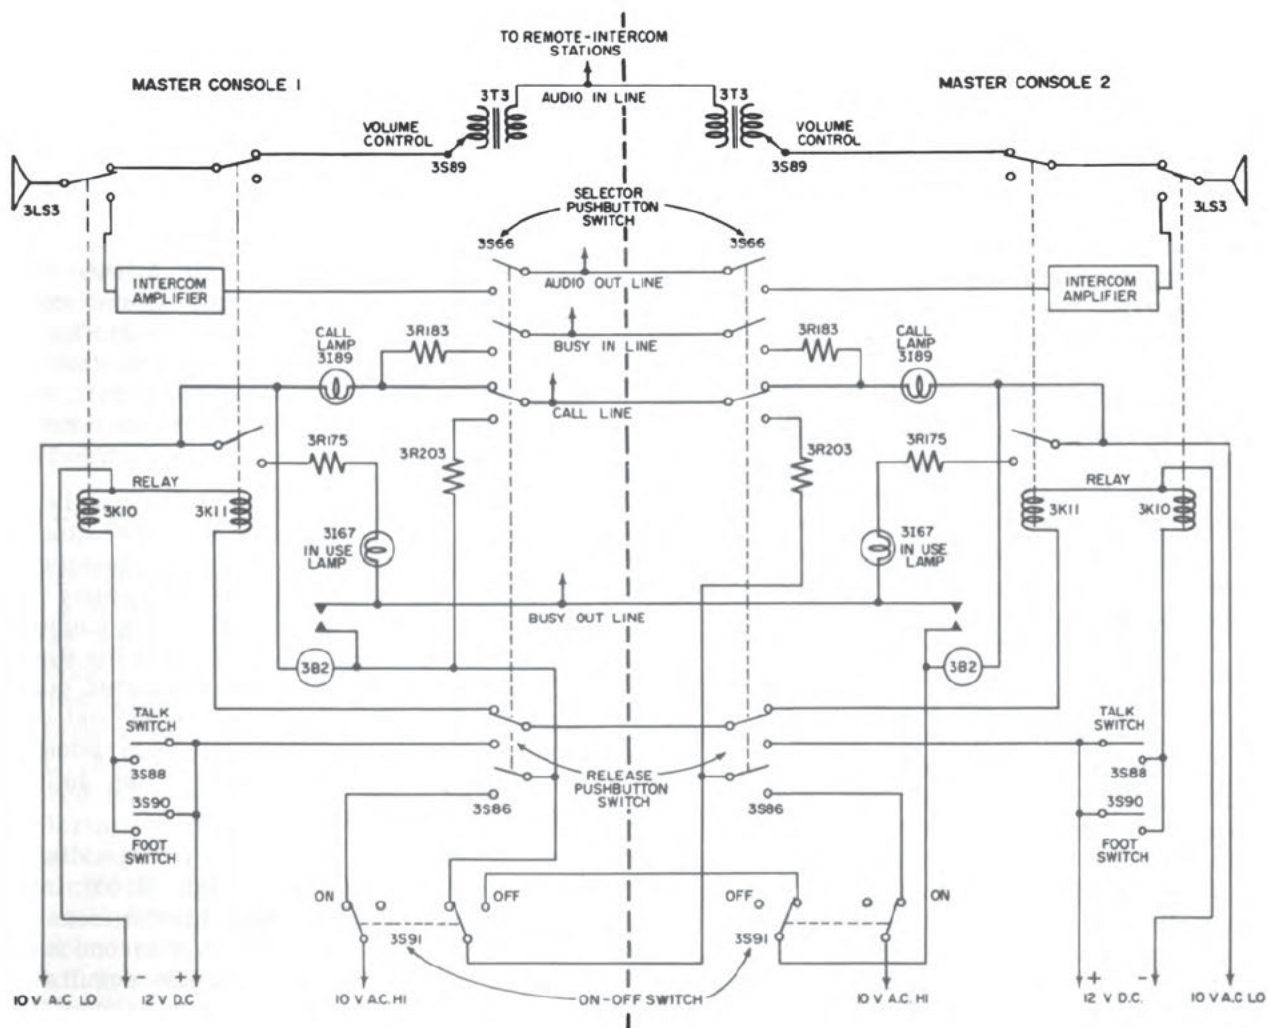 TO REMOTE-INTERCOM
STATIONS
MASTER CONSOLE 1
MASTER CONSOLE 2
3T3
AUDIO IN LINE
3T3
VOLUME
CONTROL
3S89
VOLUME
CONTROL
3S89
3LS3
3LS3
SELECTOR
PUSHBUTTON
SWITCH
3S66
3S66
INTERCOM
AMPLIFIER
AUDIO OUT LINE
INTERCOM
AMPLIFIER
CALL
LAMP
3I89
3R183
BUSY IN LINE
3R183
CALL
LAMP
3I89
CALL LINE
3R175
3R203
3R203
3R175
RELAY
3K10
3K11
RELAY
3K11
3K10
3I67
IN USE
LAMP
3I67
IN USE
LAMP
BUSY OUT LINE
3B2
3B2
TALK
SWITCH
3S88
3S90
FOOT
SWITCH
RELEASE
PUSHBUTTON
SWITCH
3S86
3S86
TALK
SWITCH
3S88
3S90
FOOT
SWITCH
ON
OFF
OFF
ON
3S91
3S91
- +
+ -
10 V A.C. LO
12 V D.C
10 V A.C. HI
ON-OFF SWITCH
10 V A.C. HI
12 V D.C.
10 V A.C LO